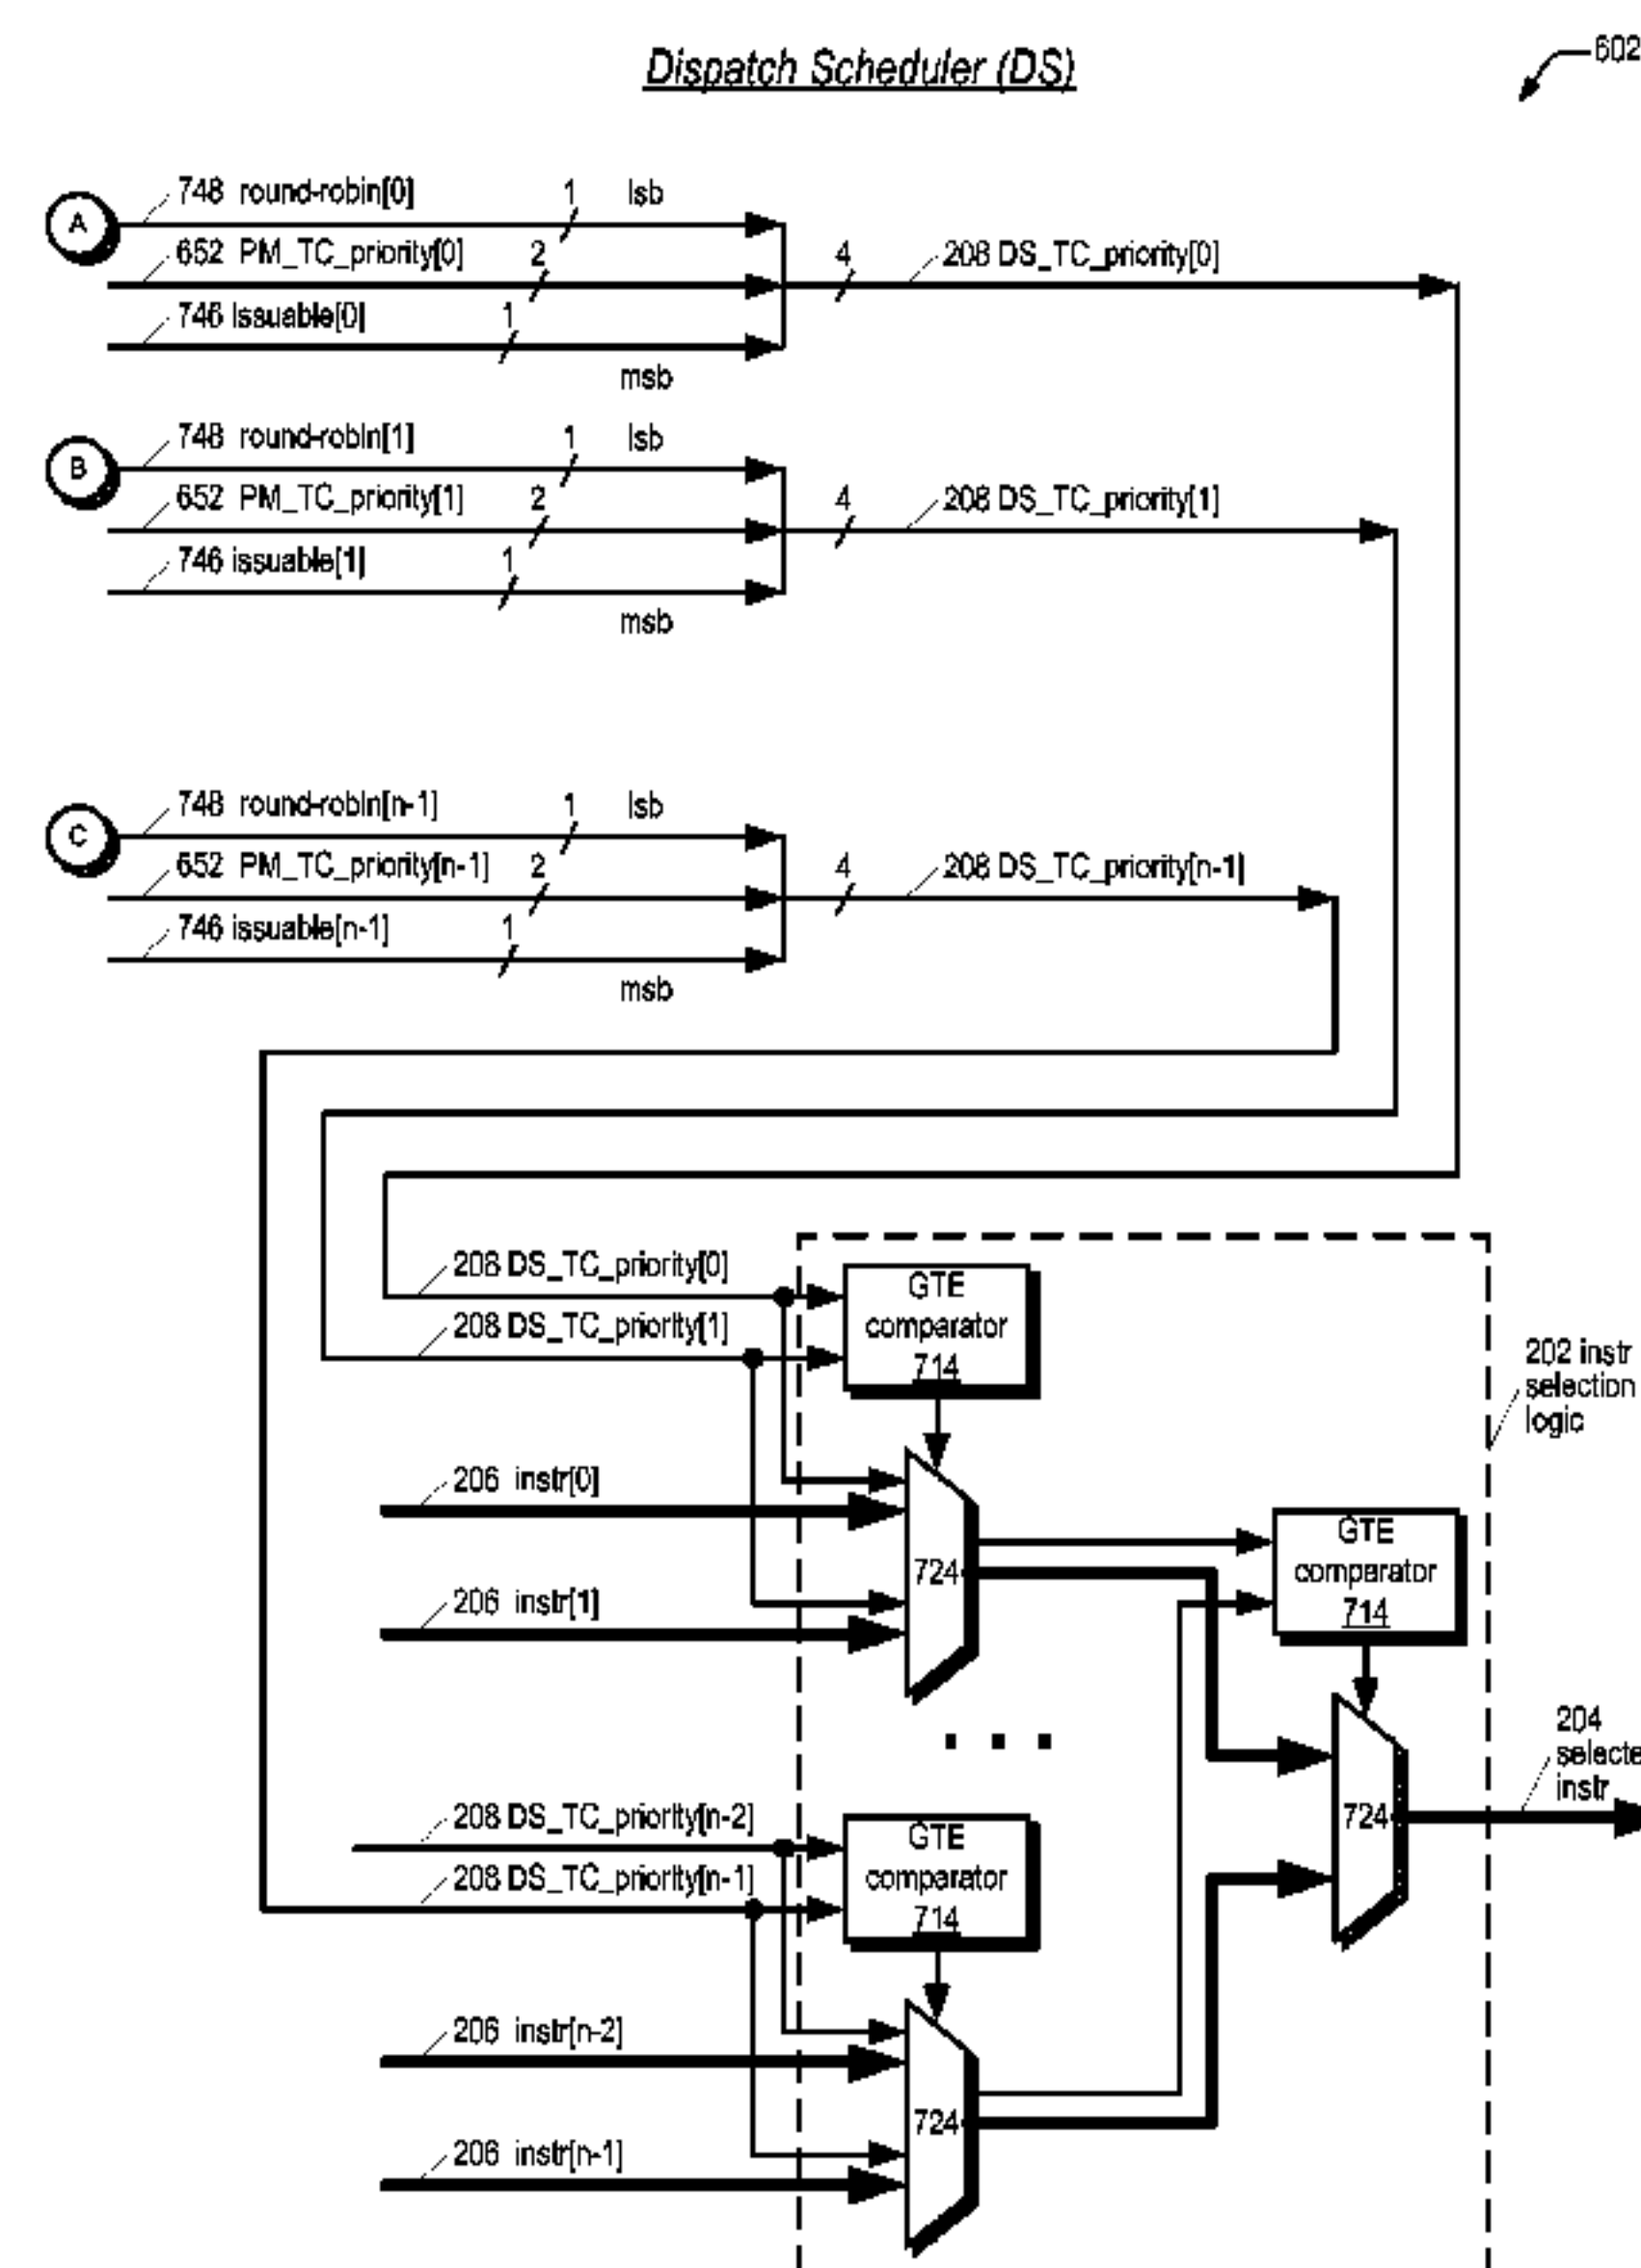 Dispatch Scheduler (DS)
602
A
748 round-robin[0]
1
lsb
652 PM_TC_priority[0]
2
4
208 DS_TC_priority[0]
746 issuable[0]
1
msb
B
748 round-robin[1]
1
lsb
652 PM_TC_priority[1]
2
4
208 DS_TC_priority[1]
746 issuable[1]
1
msb
C
748 round-robin[n-1]
1
lsb
652 PM_TC_priority[n-1]
2
4
208 DS_TC_priority[n-1]
746 issuable[n-1]
1
msb
208 DS_TC_priority[0]
208 DS_TC_priority[1]
GTE
comparator
714
202 instr
selection
logic
206 instr[0]
724
206 instr[1]
GTE
comparator
714
. . .
204
selecte
instr
724
208 DS_TC_priority[n-2]
208 DS_TC_priority[n-1]
GTE
comparator
714
206 instr[n-2]
724
206 instr[n-1]